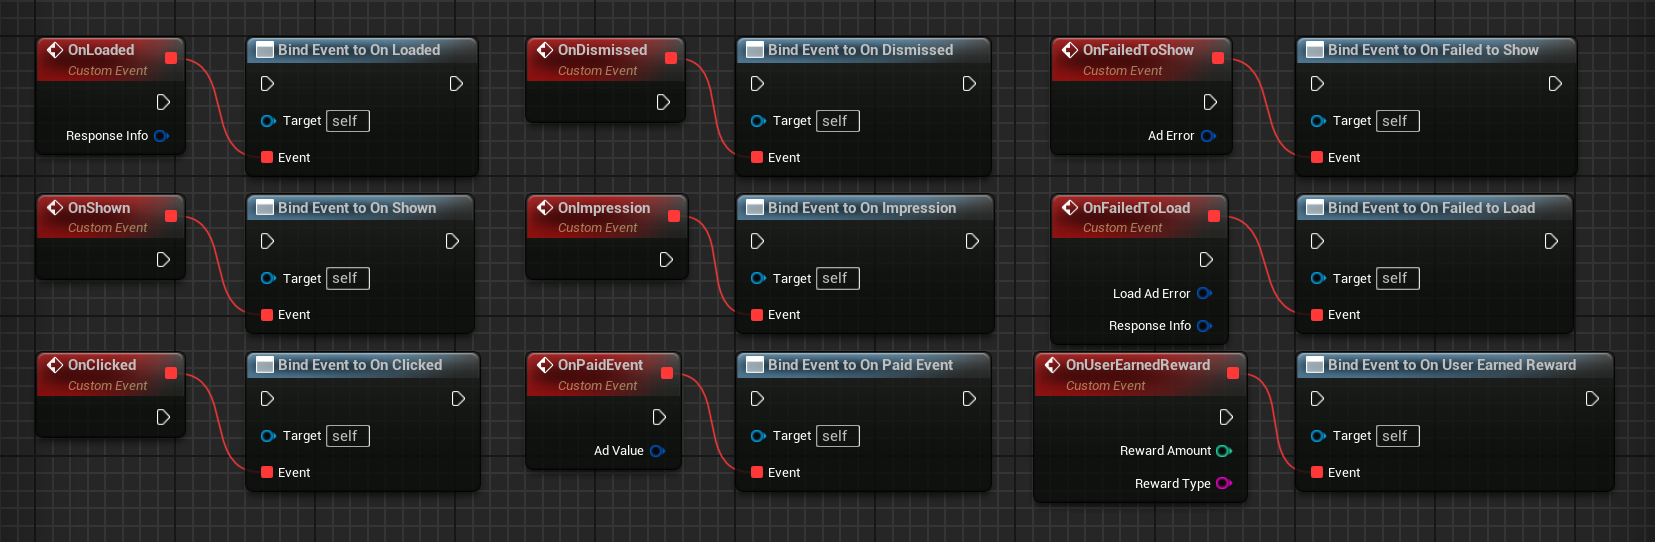 OnLoaded
Custom Event
Response Info
Bind Event to On Loaded
Target self
Event
OnDismissed
Custom Event
Bind Event to On Dismissed
Target self
Event
OnFailedToShow
Custom Event
Ad Error
Bind Event to On Failed to Show
Target self
Event
OnShown
Custom Event
Bind Event to On Shown
Target self
Event
OnImpression
Custom Event
Bind Event to On Impression
Target self
Event
OnFailedToLoad
Custom Event
Load Ad Error
Response Info
Bind Event to On Failed to Load
Target self
Event
OnClicked
Custom Event
Bind Event to On Clicked
Target self
Event
OnPaidEvent
Custom Event
Ad Value
Bind Event to On Paid Event
Target self
Event
OnUserEarnedReward
Custom Event
Reward Amount
Reward Type
Bind Event to On User Earned Reward
Target self
Event